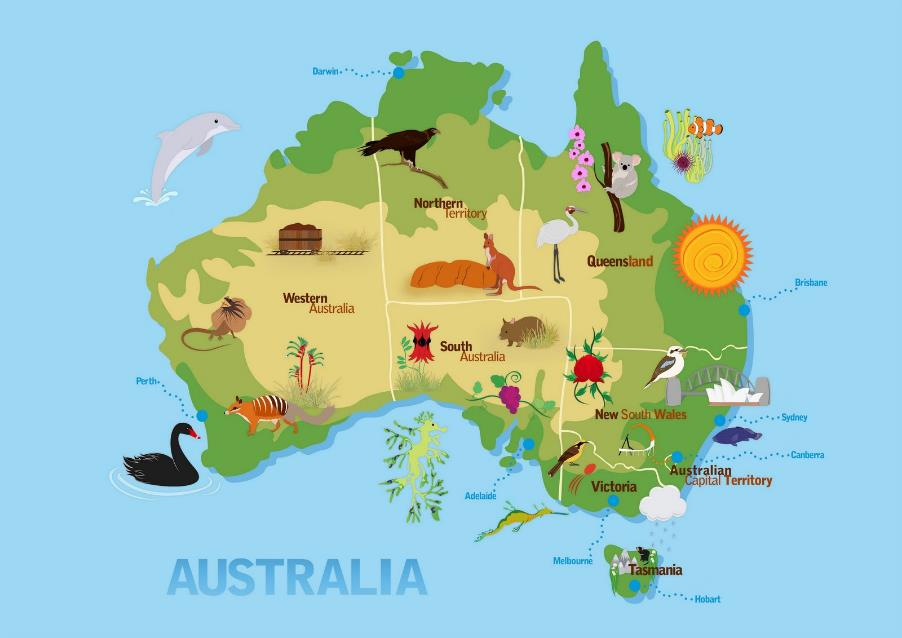 Darwin
Northern
Territory
Queensland
Brisbane
Western
Australia
South
Australia
Perth
New South Wales
Sydney
Canberra
Australian
Capital Territory
Victoria
Adelaide
Melbourne
Tasmania
Hobart
AUSTRALIA